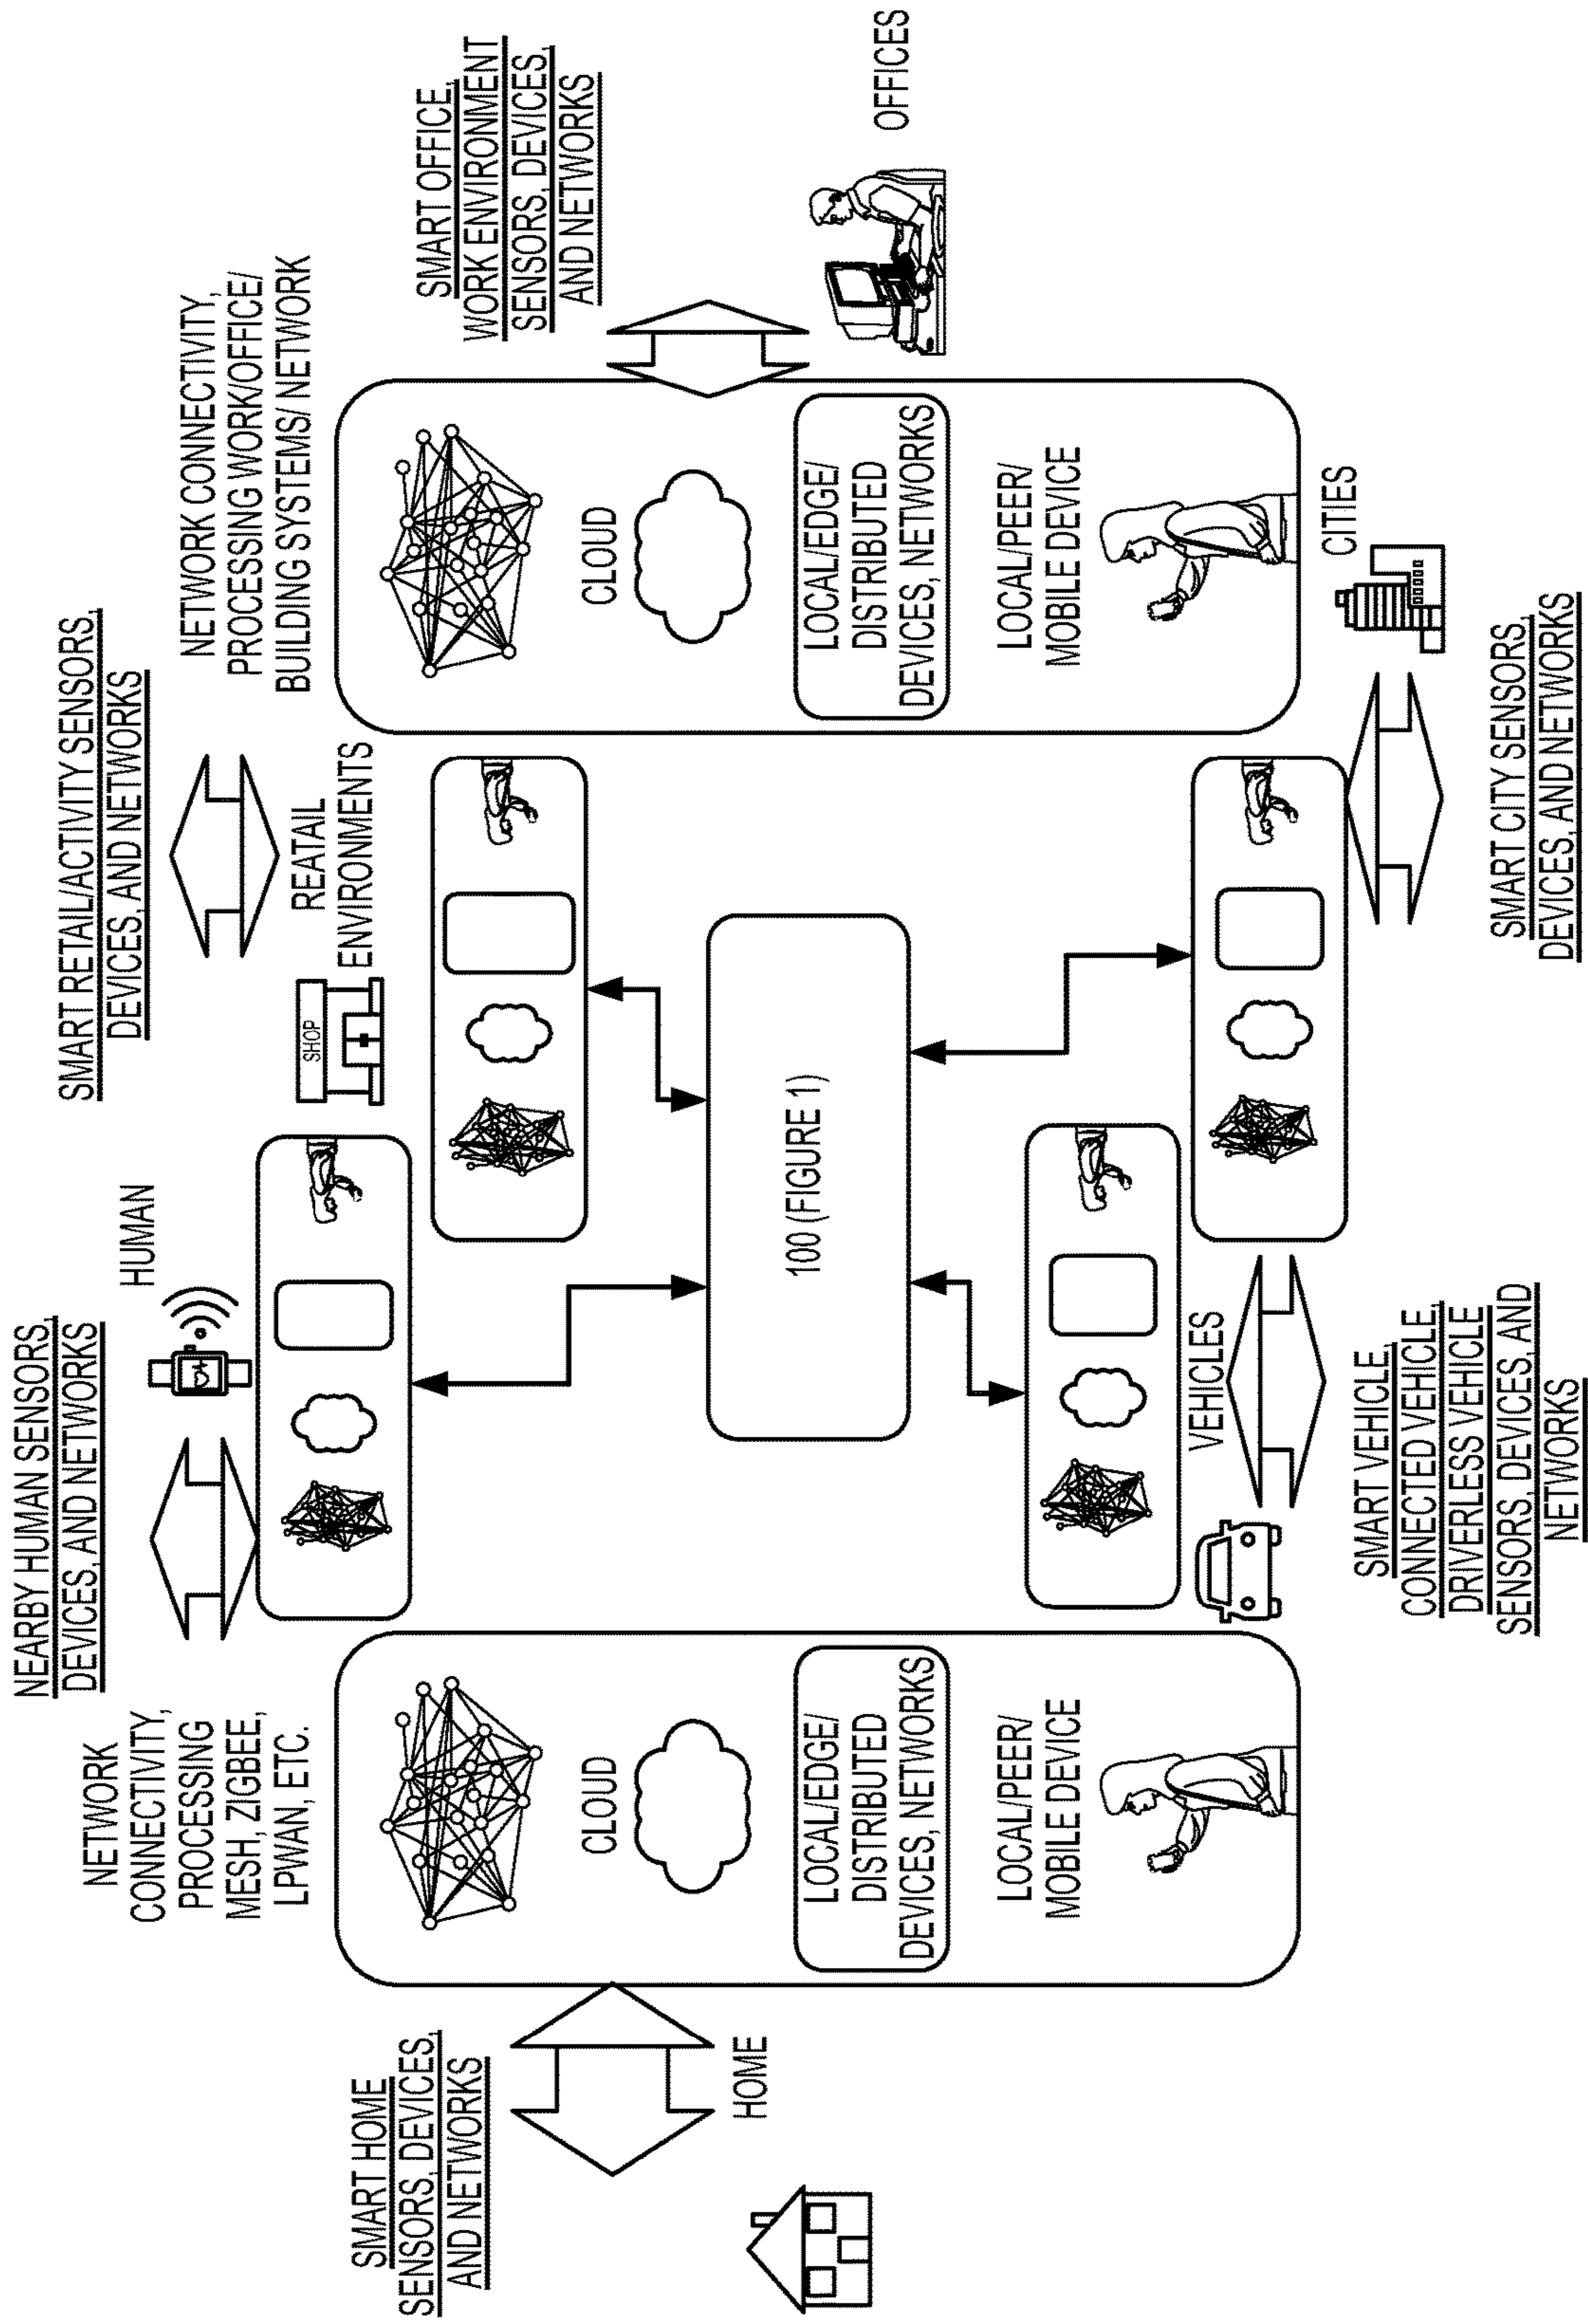 NEARBY HUMAN SENSORS,
DEVICES, AND NETWORKS
HUMAN
SMART RETAIL/ACTIVITY SENSORS,
DEVICES, AND NETWORKS
SHOP
REATAIL
ENVIRONMENTS
NETWORK
CONNECTIVITY,
PROCESSING
MESH, ZIGBEE,
LPWAN, ETC.
NETWORK CONNECTIVITY,
PROCESSING WORK/OFFICE/
BUILDING SYSTEMS/ NETWORK
SMART HOME
SENSORS, DEVICES,
AND NETWORKS
HOME
CLOUD
LOCAL/EDGE/
DISTRIBUTED
DEVICES, NETWORKS
LOCAL/PEER/
MOBILE DEVICE
100 (FIGURE 1)
CLOUD
LOCAL/EDGE/
DISTRIBUTED
DEVICES, NETWORKS
LOCAL/PEER/
MOBILE DEVICE
SMART OFFICE,
WORK ENVIRONMENT
SENSORS, DEVICES,
AND NETWORKS
OFFICES
VEHICLES
SMART VEHICLE,
CONNECTED VEHICLE,
DRIVERLESS VEHICLE
SENSORS, DEVICES, AND
NETWORKS
CITIES
SMART CITY SENSORS,
DEVICES, AND NETWORKS